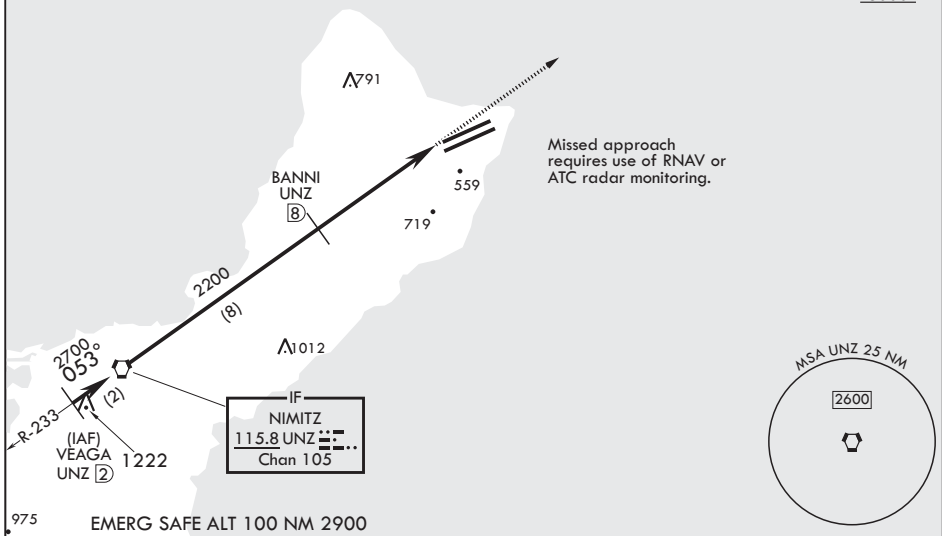 791
Missed approach
requires use of RNAV or
ATC radar monitoring.
BANNI
UNZ
8
559
719
2200
(8)
1012
2700
053°
(2)
R-233
(IAF)
VEAGA
UNZ 2
1222
IF
NIMITZ
115.8 UNZ
Chan 105
MSA UNZ 25 NM
2600
975
EMERG SAFE ALT 100 NM 2900